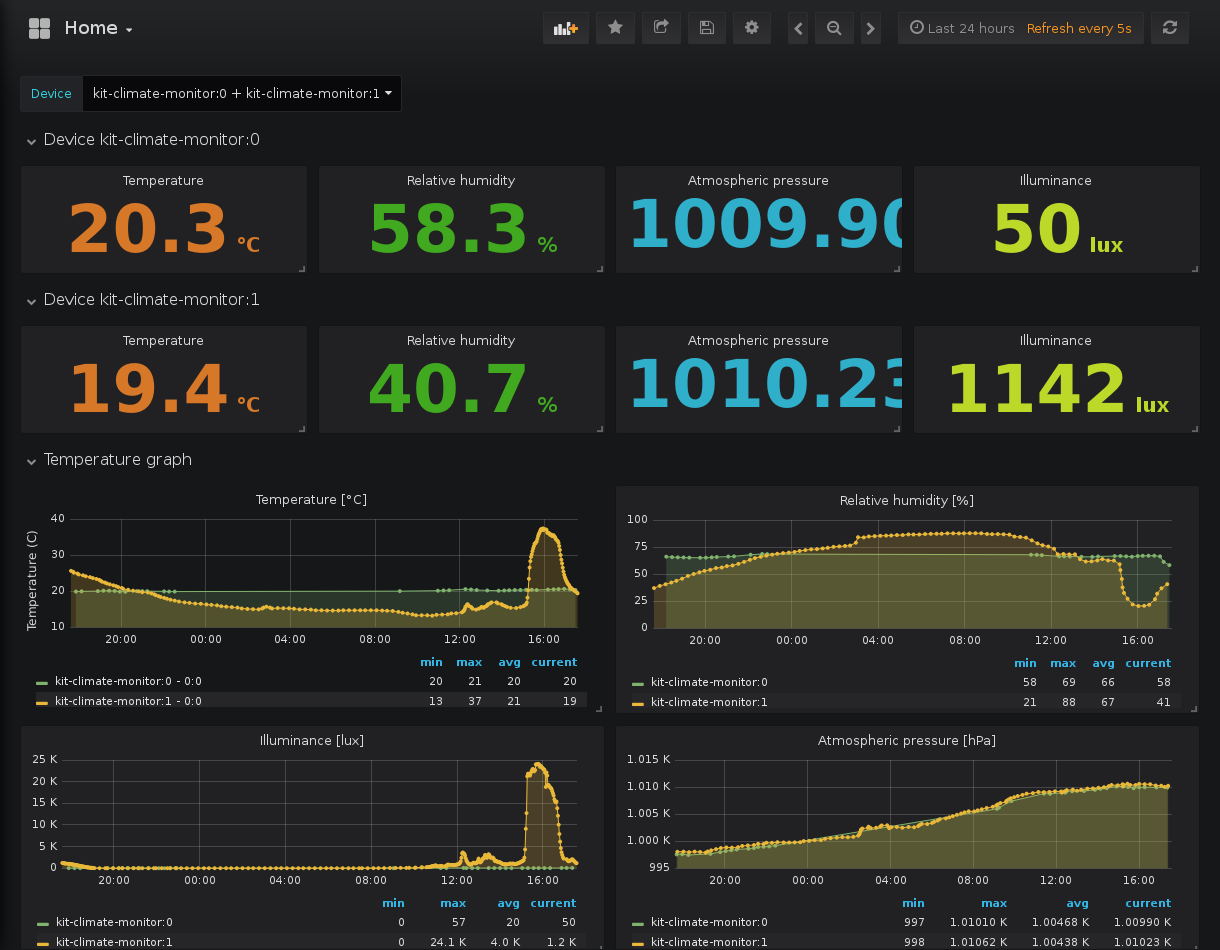 Home
Last 24 hours Refresh every 5s
Device kit-climate-monitor:0 + kit-climate-monitor:1
Device kit-climate-monitor:0
Temperature Relative humidity Atmospheric pressure Illuminance
20.3 °C 58.3 % 1009.90 50 lux
Device kit-climate-monitor:1
Temperature Relative humidity Atmospheric pressure Illuminance
19.4 °C 40.7 % 1010.23 1142 lux
Temperature graph
Temperature [°C]
Temperature (C)
40
30
20
10
20:00 00:00 04:00 08:00 12:00 16:00
min max avg current
kit-climate-monitor:0 - 0:0 20 21 20 20
kit-climate-monitor:1 - 0:0 13 37 21 19
Relative humidity [%]
100
75
50
25
0
20:00 00:00 04:00 08:00 12:00 16:00
min max avg current
kit-climate-monitor:0 58 69 66 58
kit-climate-monitor:1 21 88 67 41
Illuminance [lux]
25 K
20 K
15 K
10 K
5 K
0
20:00 00:00 04:00 08:00 12:00 16:00
min max avg current
kit-climate-monitor:0 0 57 20 50
kit-climate-monitor:1 0 24.1 K 4.0 K 1.2 K
Atmospheric pressure [hPa]
1.015 K
1.010 K
1.005 K
1.000 K
995
20:00 00:00 04:00 08:00 12:00 16:00
min max avg current
kit-climate-monitor:0 997 1.01010 K 1.00468 K 1.00990 K
kit-climate-monitor:1 998 1.01062 K 1.00438 K 1.01023 K